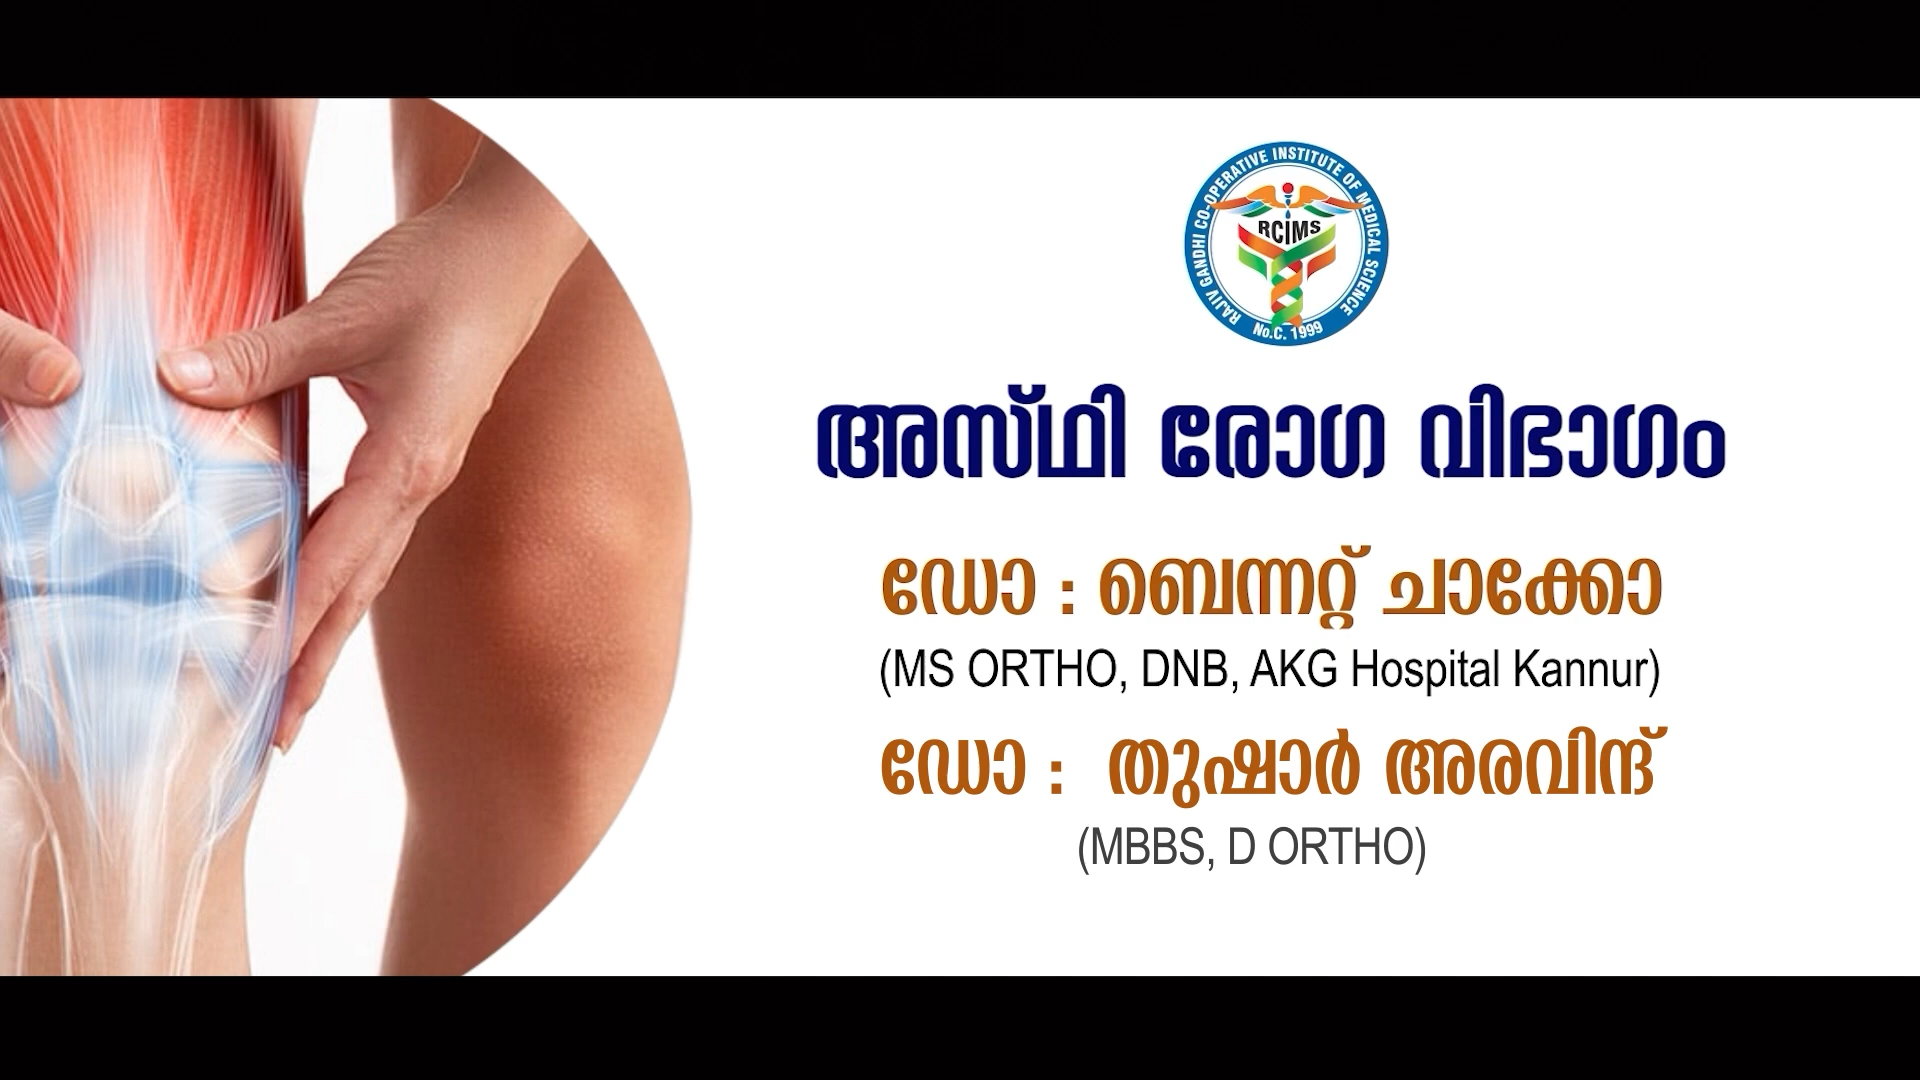 RAJIV GANDHI CO-OPERATIVE INSTITUTE OF MEDICAL SCIENCE
RCIMS
No.C. 1999
അസ്ഥി രോഗ വിഭാഗം
ഡോ : ബെന്നറ്റ് ചാക്കോ
(MS ORTHO, DNB, AKG Hospital Kannur)
ഡോ : തുഷാർ അരവിന്ദ്
(MBBS, D ORTHO)